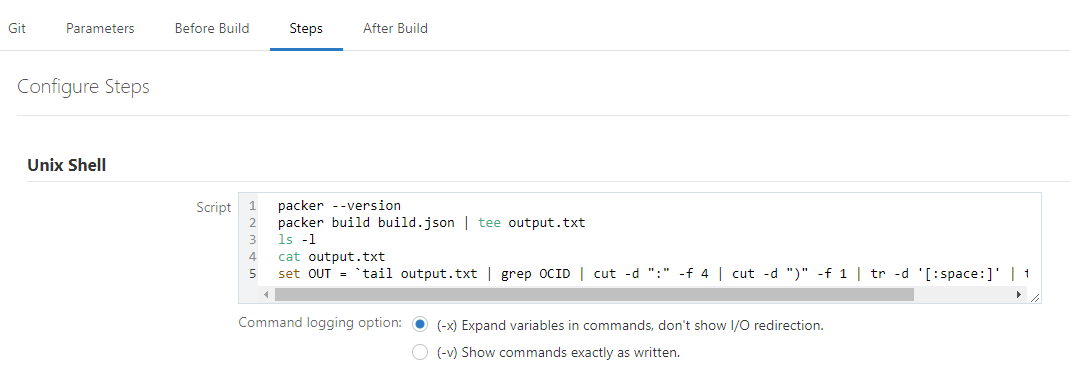 Git Parameters Before Build Steps After Build
Configure Steps
Unix Shell
Script
1 packer --version
2 packer build build.json | tee output.txt
3 ls -l
4 cat output.txt
5 set OUT = `tail output.txt | grep OCID | cut -d ":" -f 4 | cut -d ")" -f 1 | tr -d '[:space:]' |
Command logging option: (-x) Expand variables in commands, don't show I/O redirection.
(-v) Show commands exactly as written.